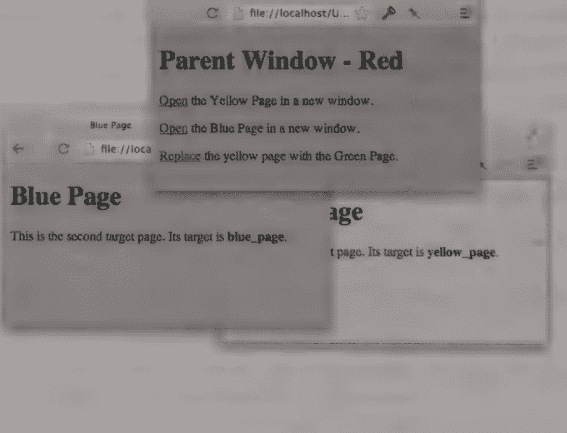 file://localhost/U...
Parent Window - Red
Open the Yellow Page in a new window.
Open the Blue Page in a new window.
Replace the yellow page with the Green Page.
Blue Page
file://loca
Blue Page
This is the second target page. Its target is blue_page.
age
t page. Its target is yellow_page.